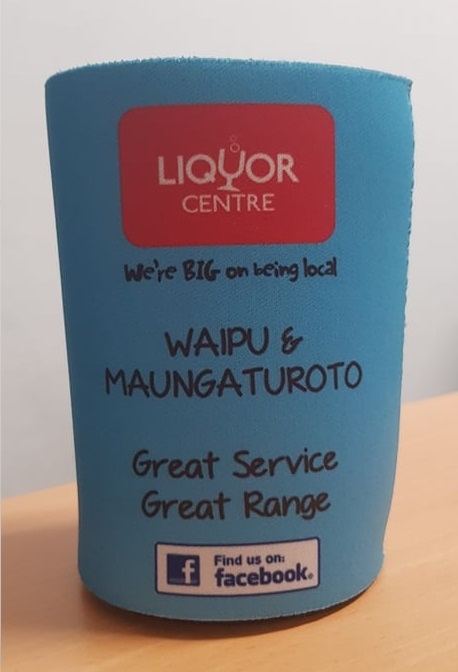 LIQUOR
CENTRE
We're BIG on being local
WAIPU &
MAUNGATUROTO
Great Service
Great Range
f
Find us on:
facebook®